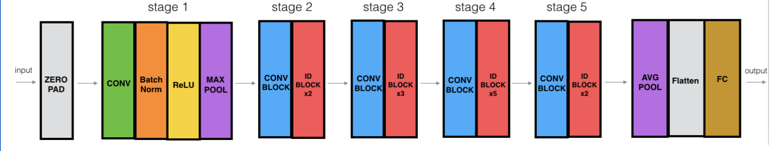 stage 1
stage 2
stage 3
stage 4
stage 5
input
ZERO
PAD
CONV
Batch
Norm
ReLU
MAX
POOL
CONV
BLOCK
ID
BLOCK
x2
CONV
BLOCK
ID
BLOCK
x3
CONV
BLOCK
ID
BLOCK
x5
CONV
BLOCK
ID
BLOCK
x2
AVG
POOL
Flatten
FC
output